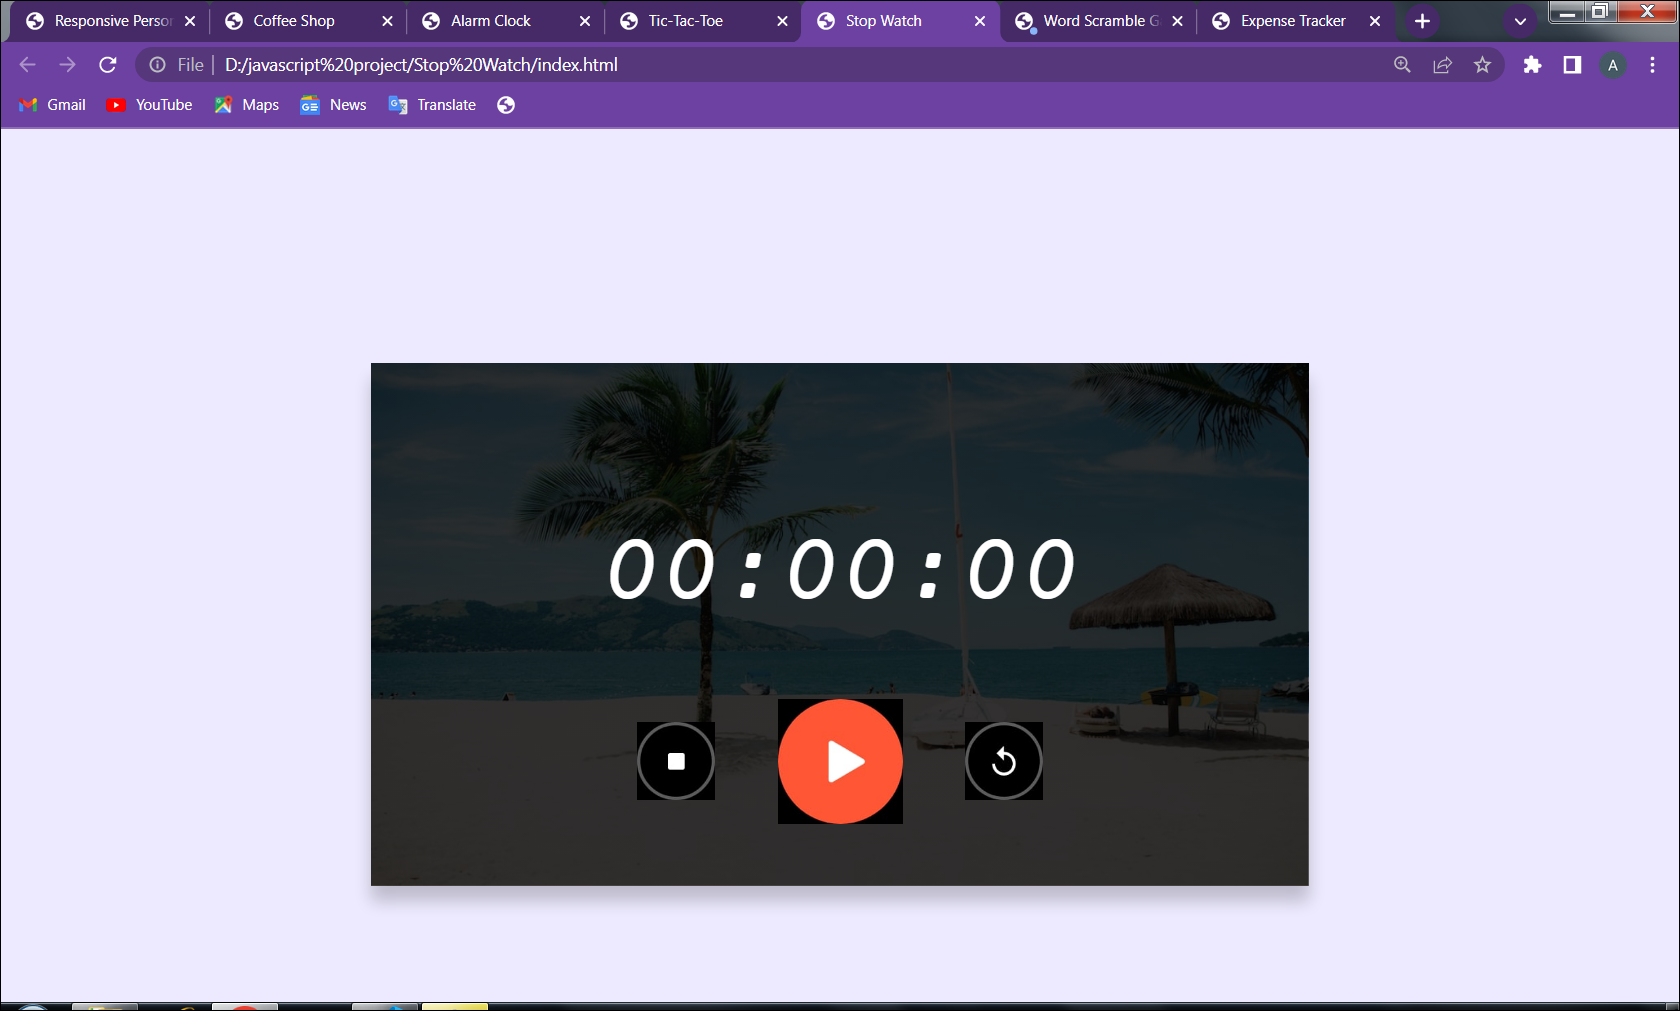 Responsive Perso
Coffee Shop
Alarm Clock
Tic-Tac-Toe
Stop Watch
Word Scramble G
Expense Tracker
File
D:/javascript%20project/Stop%20Watch/index.html
A
Gmail
YouTube
Maps
News
Translate
00:00:00